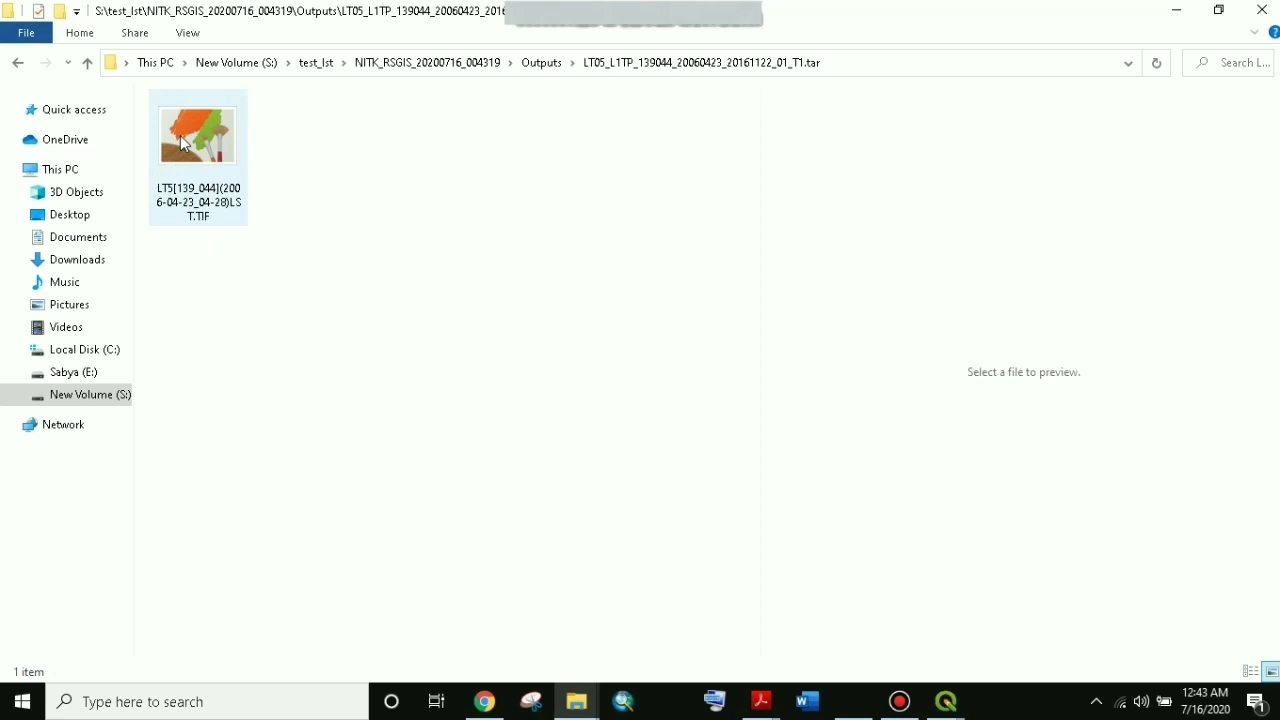 S:\test_lst\NITK_RSGIS_20200716_004319\Outputs\LT05_L1TP_139044_20060423_2016
File Home Share View
This PC New Volume (S:) test_lst NITK_RSGIS_20200716_004319 Outputs LT05_L1TP_139044_20060423_20161122_01_T1.tar Search L...
Quick access
OneDrive
This PC
3D Objects
Desktop
Documents
Downloads
Music
Pictures
Videos
Local Disk (C:)
Sabya (E:)
New Volume (S:)
Network
LT5[139_044](200
6-04-23_04-28)LS
T.TIF
Select a file to preview.
1 item
Type here to search
12:43 AM
7/16/2020